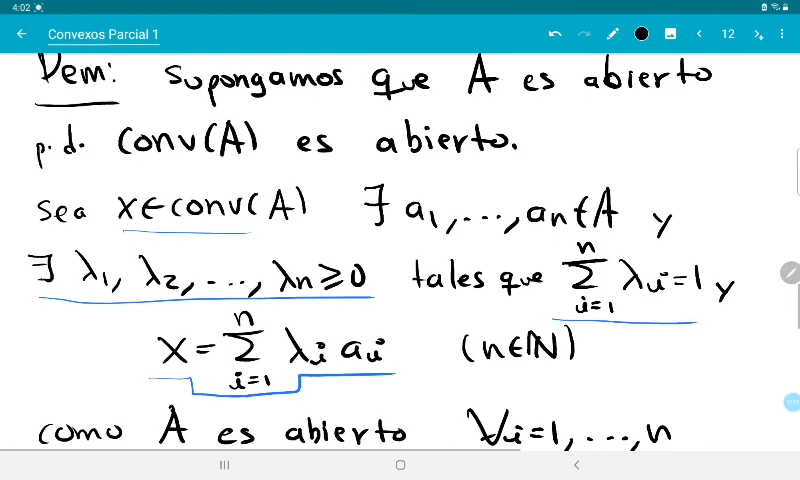 4:02
Convexos Parcial 1
12
Dem: Supongamos que A es abierto
p.d. conv(A) es abierto.
Sea x∈conv(A) ∃ a₁,...,aₙ∈A y
∃ λ₁, λ₂, ..., λₙ ≥ 0 tales que ∑ᵢ₌₁ⁿ λᵢ = 1 y
x = ∑ᵢ₌₁ⁿ λᵢ aᵢ (n∈ℕ)
como A es abierto ∀i=1,...,n